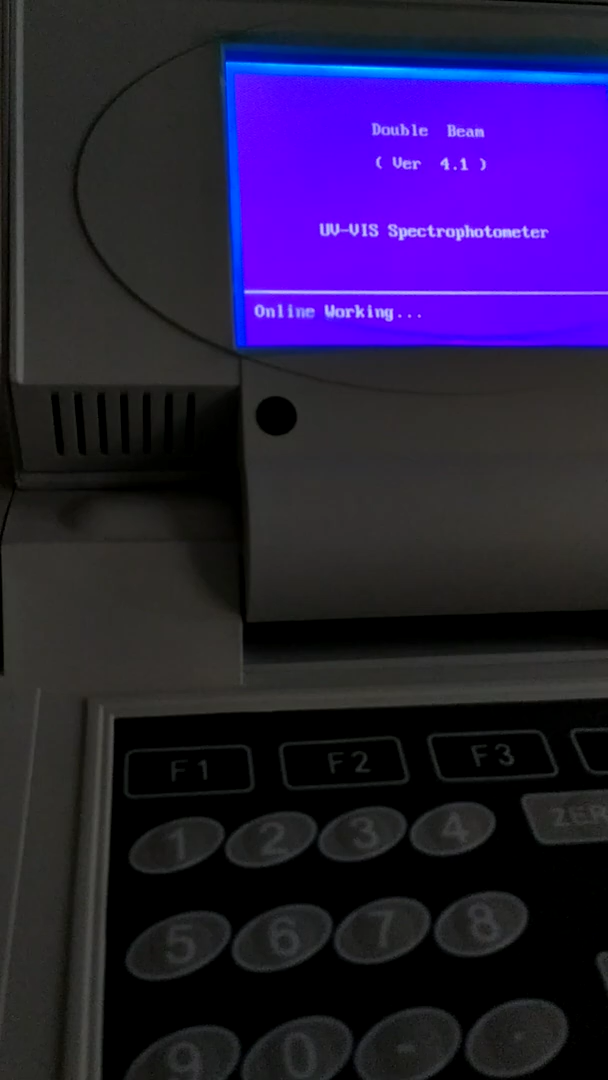 Double Beam
( Ver 4.1 )
UV-VIS Spectrophotometer
Online Working...
F1 F2 F3
1 2 3 4
ZER
5 6 7 8
9 0 - .